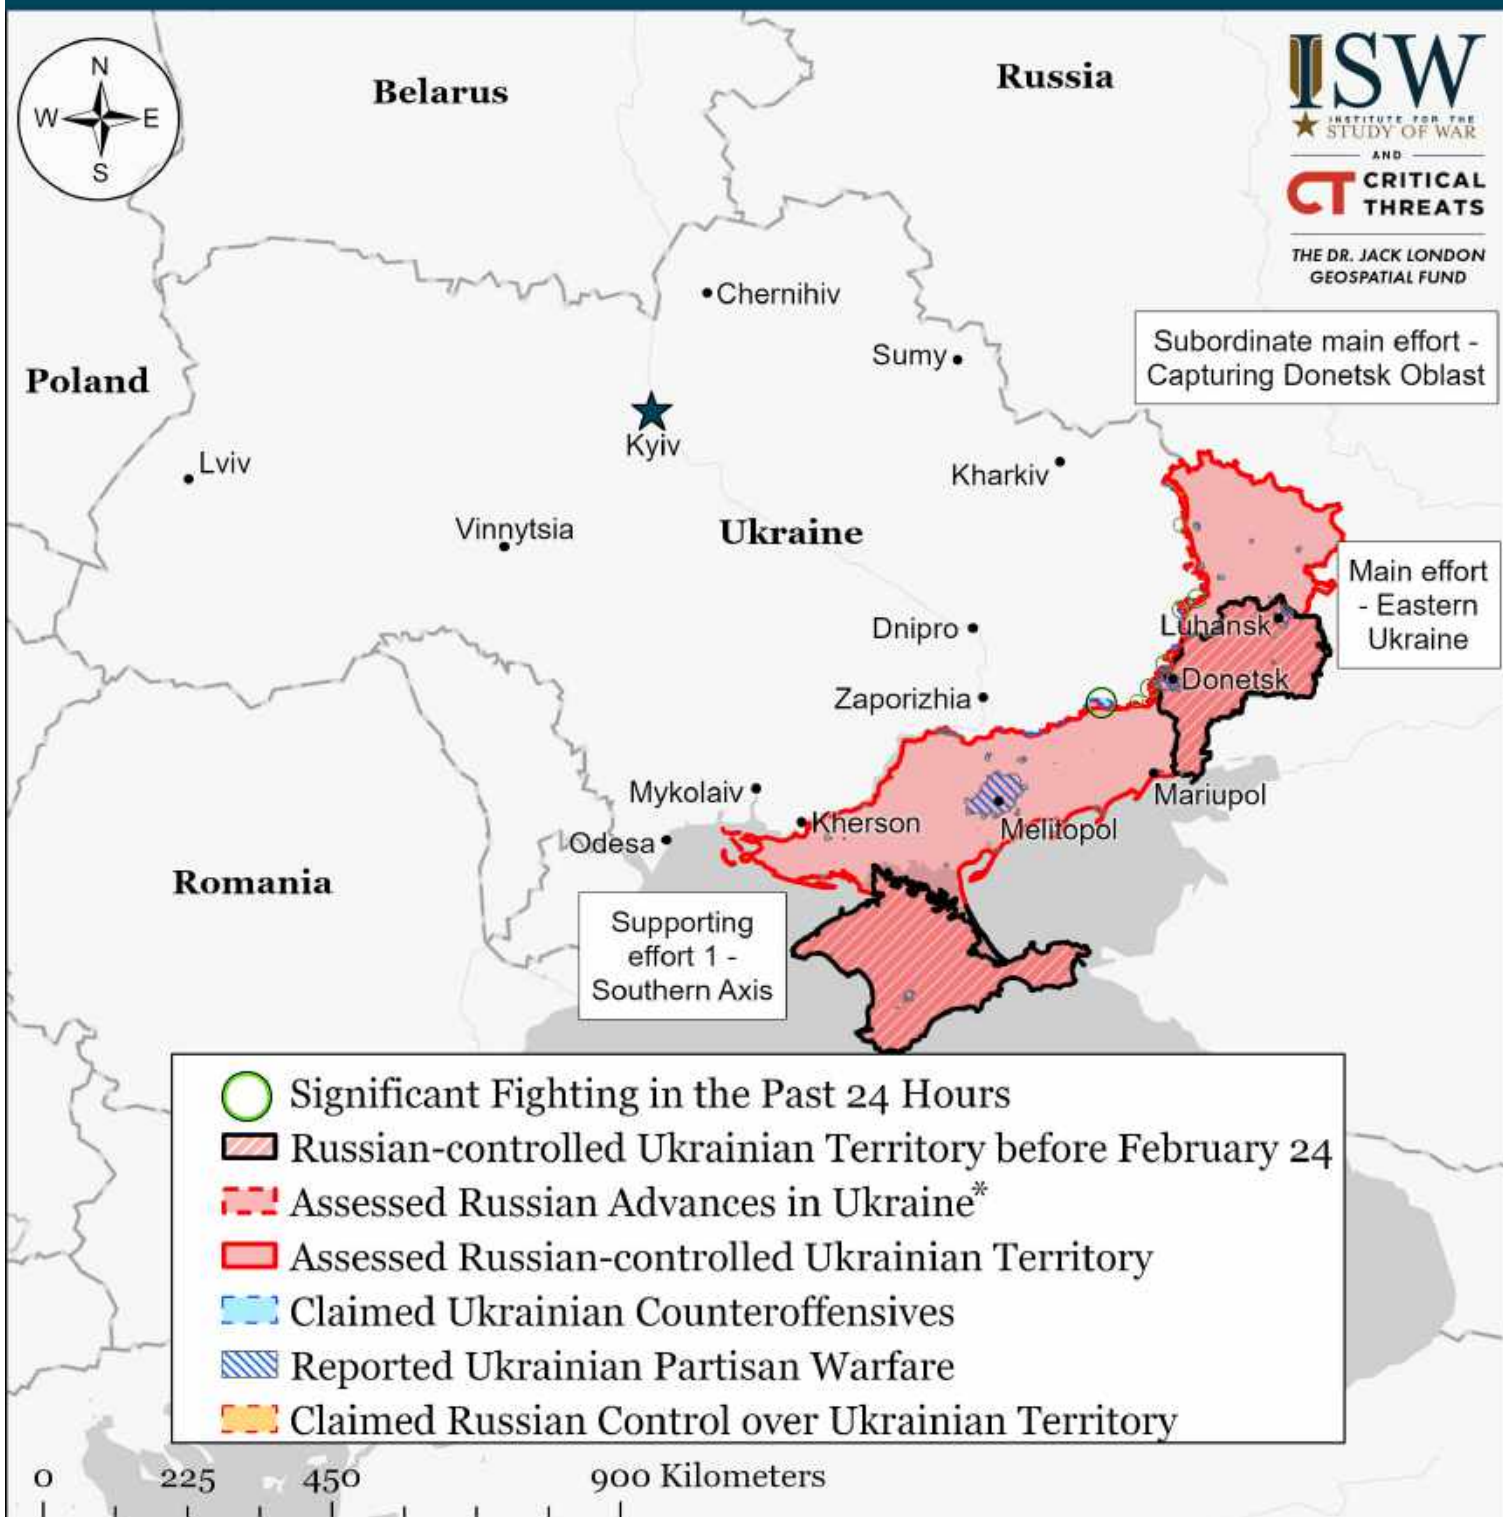 N
W E
S
Belarus
Russia
ISW
INSTITUTE FOR THE
STUDY OF WAR
AND
CT CRITICAL
THREATS
THE DR. JACK LONDON
GEOSPATIAL FUND
Chernihiv
Subordinate main effort -
Capturing Donetsk Oblast
Sumy
Poland
Kyiv
Lviv
Kharkiv
Vinnytsia
Ukraine
Main effort
- Eastern
Ukraine
Dnipro
Luhansk
Donetsk
Zaporizhia
Mykolaiv
Mariupol
Kherson
Melitopol
Odesa
Romania
Supporting
effort 1 -
Southern Axis
Significant Fighting in the Past 24 Hours
Russian-controlled Ukrainian Territory before February 24
Assessed Russian Advances in Ukraine*
Assessed Russian-controlled Ukrainian Territory
Claimed Ukrainian Counteroffensives
Reported Ukrainian Partisan Warfare
Claimed Russian Control over Ukrainian Territory
0 225 450 900 Kilometers